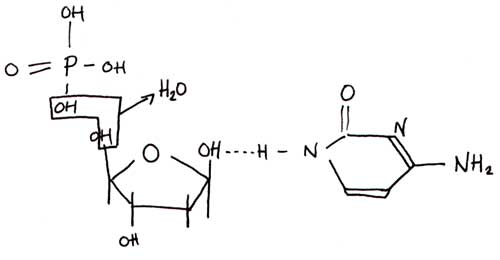 OH
O = P - OH
OH
H2O
OH
O
OH ---- H - N
O
N
NH2
OH